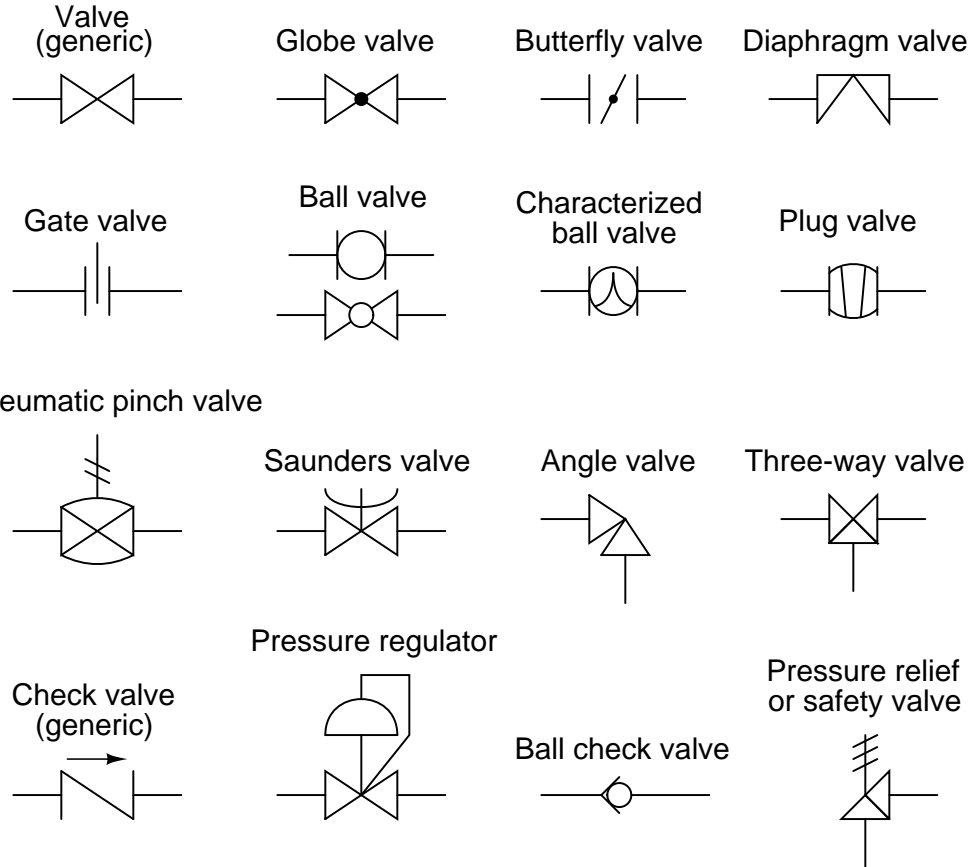 Valve
(generic)
Globe valve
Butterfly valve
Diaphragm valve
Gate valve
Ball valve
Characterized
ball valve
Plug valve
eumatic pinch valve
Saunders valve
Angle valve
Three-way valve
Check valve
(generic)
Pressure regulator
Ball check valve
Pressure relief
or safety valve